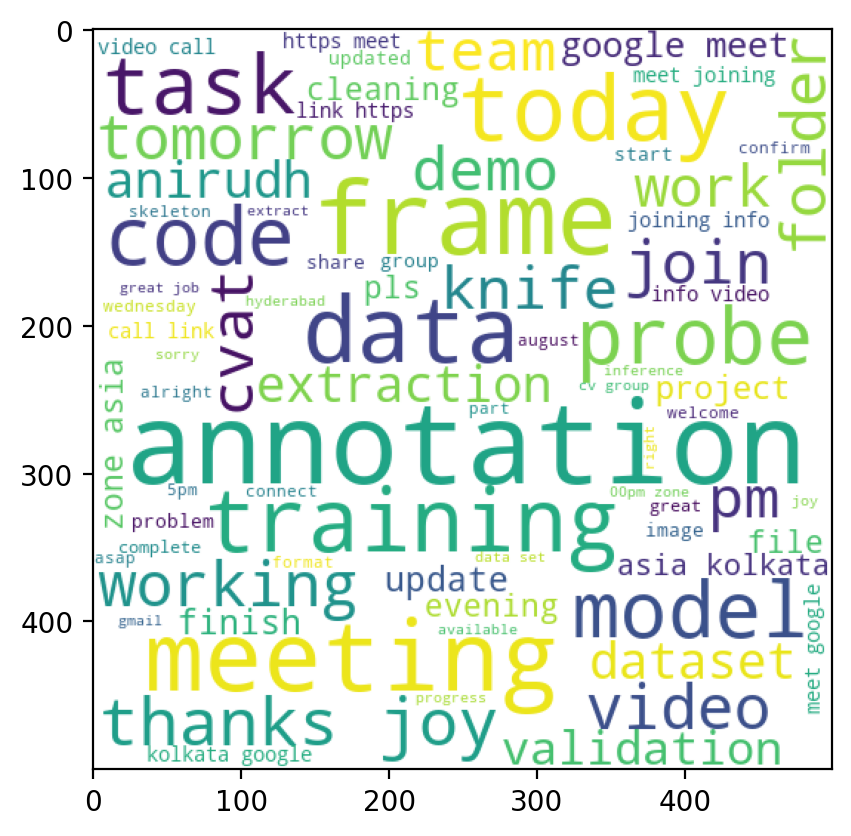 0
video call
https meet
team
google meet
task
updated
meet joining
folder
cleaning
link https
today
tomorrow
start
confirm
100
anirudh
demo
work
skeleton
extract
frame
joining info
code
share
group
join
great job
cvat
pls
knife
info video
wednesday
hyderabad
200
call link
data
august
probe
sorry
inference
zone asia
alright
extraction
cv group
project
part
welcome
annotation
right
300
5pm
connect
00pm zone
pm
joy
problem
training
great
complete
image
file
asap
format
data set
asia kolkata
working
update
model
evening
meet google
400
gmail
finish
available
meeting
dataset
progress
thanks
joy
video
kolkata google
validation
0
100
200
300
400